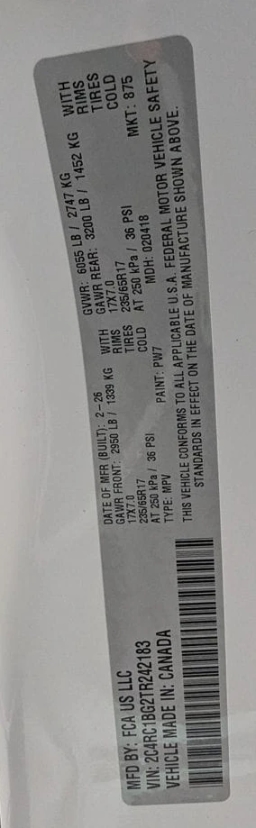 MFD BY: FCA US LLC
DATE OF MFR (BUILT): 2-26
GVWR: 6055 LB / 2747 KG
GAWR FRONT: 2950 LB / 1339 KG WITH
GAWR REAR: 3200 LB / 1452 KG WITH
17X7.0 RIMS
17X7.0 RIMS
235/65R17 TIRES
235/65R17 TIRES
AT 250 kPa / 36 PSI COLD
AT 250 kPa / 36 PSI COLD
VIN: 2C4RC1BG2TR242183
TYPE: MPV
PAINT: PW7
MDH: 020418
MKT: 875
VEHICLE MADE IN: CANADA
THIS VEHICLE CONFORMS TO ALL APPLICABLE U.S.A. FEDERAL MOTOR VEHICLE SAFETY
STANDARDS IN EFFECT ON THE DATE OF MANUFACTURE SHOWN ABOVE.